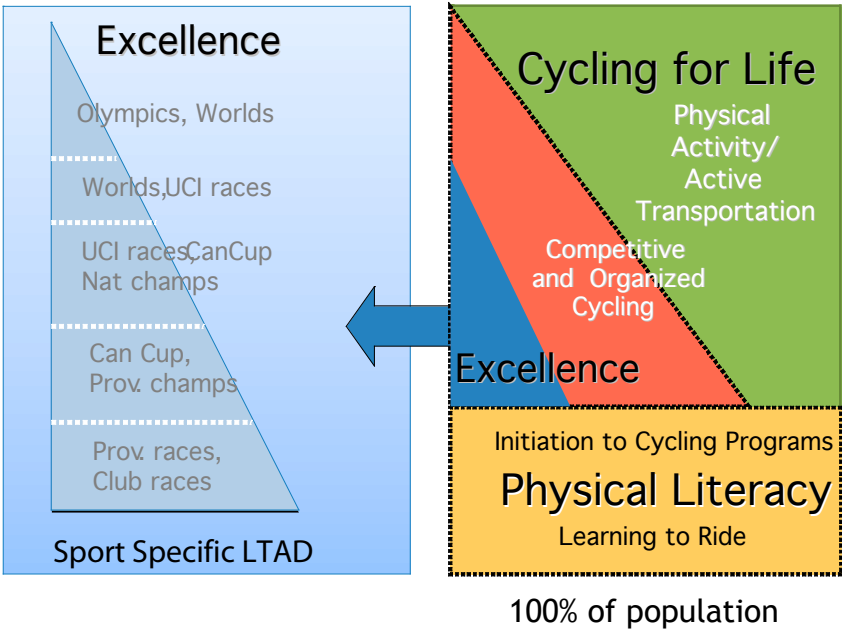 Excellence
Olympics, Worlds
Worlds,UCI races
UCI races,CanCup
Nat champs
Can Cup,
Prov. champs
Prov. races,
Club races
Sport Specific LTAD
Cycling for Life
Physical
Activity/
Active
Transportation
Competitive
and Organized
Cycling
Excellence
Initiation to Cycling Programs
Physical Literacy
Learning to Ride
100% of population